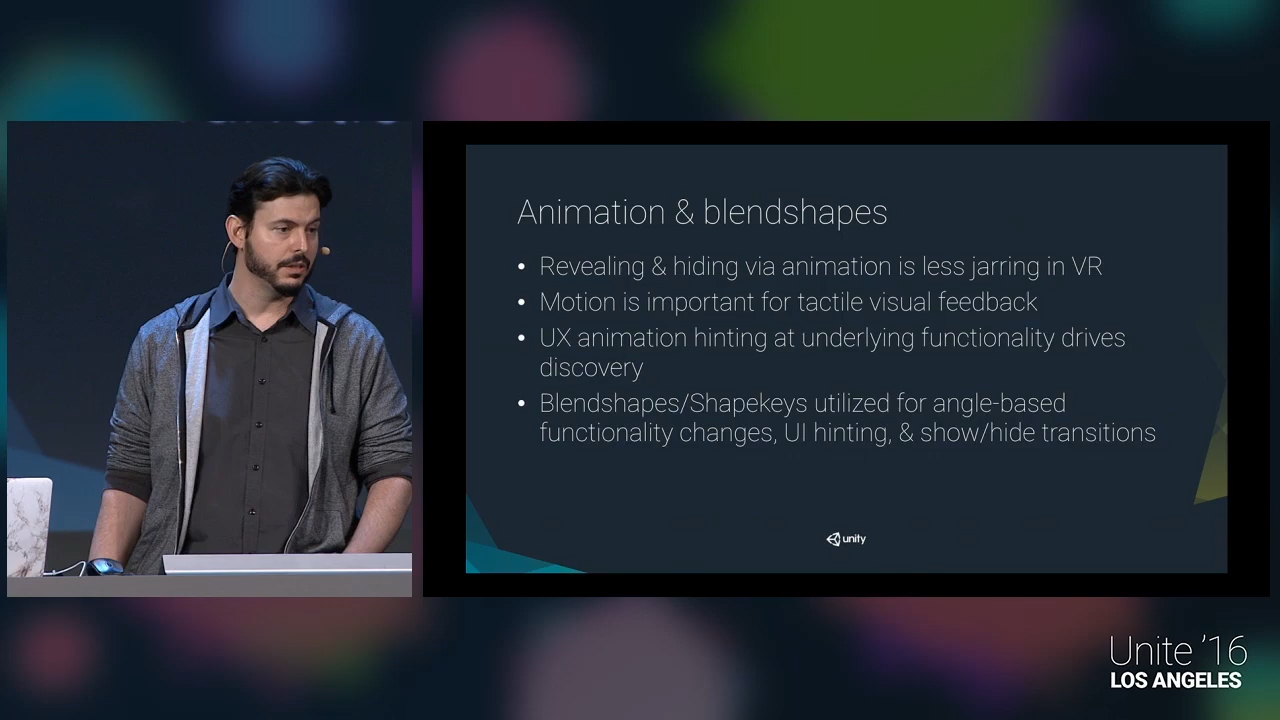 Animation & blendshapes
• Revealing & hiding via animation is less jarring in VR
• Motion is important for tactile visual feedback
• UX animation hinting at underlying functionality drives
discovery
• Blendshapes/Shapekeys utilized for angle-based
functionality changes, UI hinting, & show/hide transitions
unity
Unite '16
LOS ANGELES